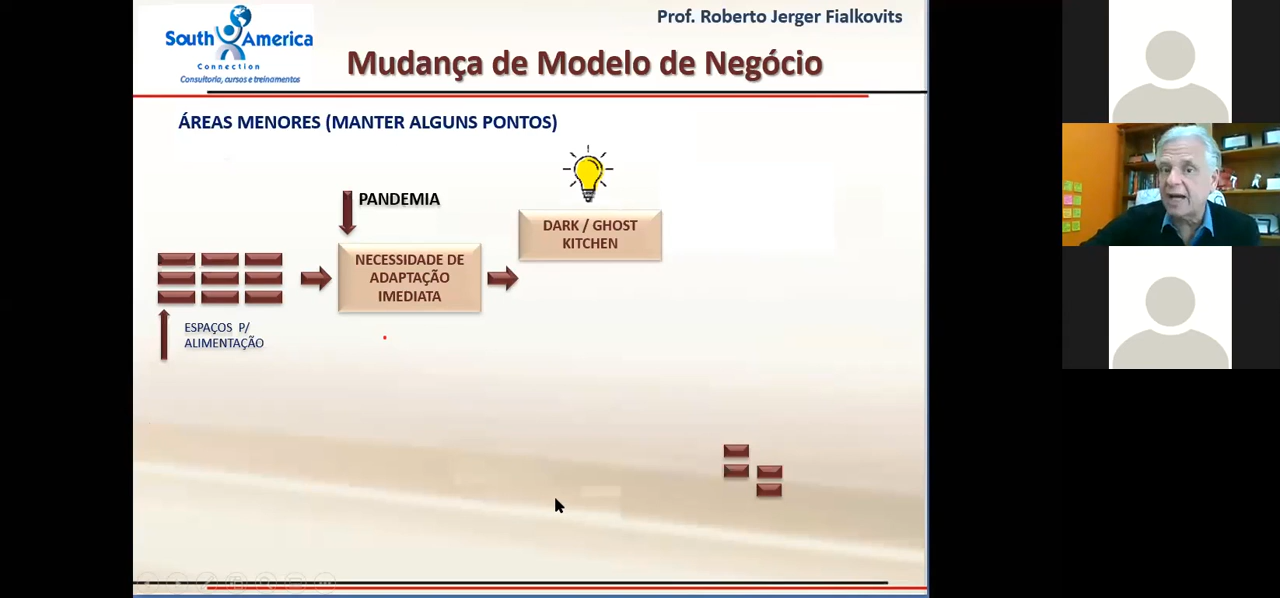 South America
Connection
Consultoria, cursos e treinamentos
Prof. Roberto Jerger Fialkovits
Mudança de Modelo de Negócio
ÁREAS MENORES (MANTER ALGUNS PONTOS)
PANDEMIA
DARK / GHOST
KITCHEN
NECESSIDADE DE
ADAPTAÇÃO
IMEDIATA
ESPAÇOS P/
ALIMENTAÇÃO